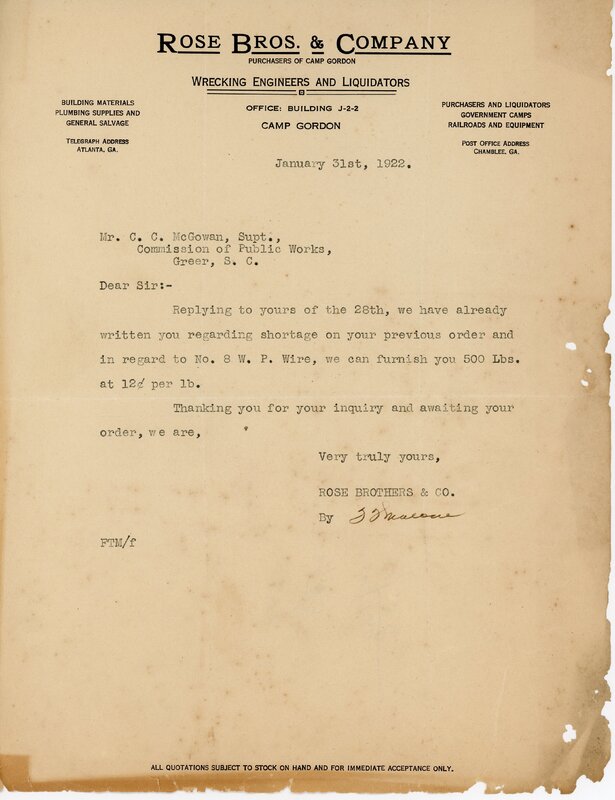 ROSE BROS. & COMPANY
PURCHASERS OF CAMP GORDON
WRECKING ENGINEERS AND LIQUIDATORS
OFFICE: BUILDING J-2-2
CAMP GORDON
BUILDING MATERIALS
PLUMBING SUPPLIES AND
GENERAL SALVAGE
TELEGRAPH ADDRESS
ATLANTA, GA.
PURCHASERS AND LIQUIDATORS
GOVERNMENT CAMPS
RAILROADS AND EQUIPMENT
POST OFFICE ADDRESS
CHAMBLEE, GA.
January 31st, 1922.
Mr. C. C. McGowan, Supt.,
Commission of Public Works,
Greer, S. C.
Dear Sir:-
Replying to yours of the 28th, we have already
written you regarding shortage on your previous order and
in regard to No. 8 W. P. Wire, we can furnish you 500 Lbs.
at 12¢ per lb.
Thanking you for your inquiry and awaiting your
order, we are,
Very truly yours,
ROSE BROTHERS & CO.
By F T Malone
FTM/f
ALL QUOTATIONS SUBJECT TO STOCK ON HAND AND FOR IMMEDIATE ACCEPTANCE ONLY.